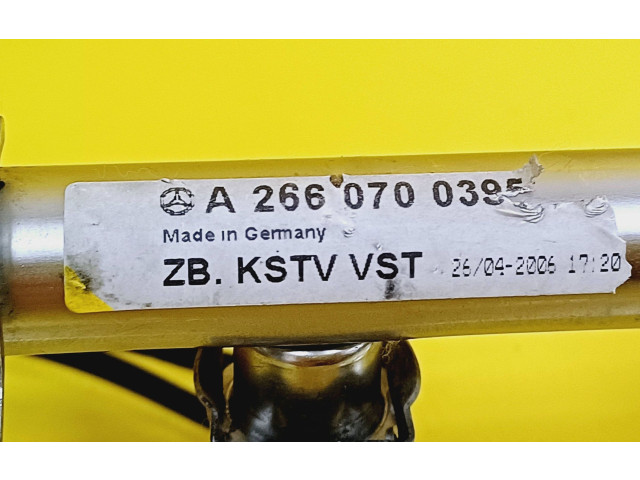 A 266 070 0395
Made in Germany
ZB. KSTV VST 26/04-2006 17:20